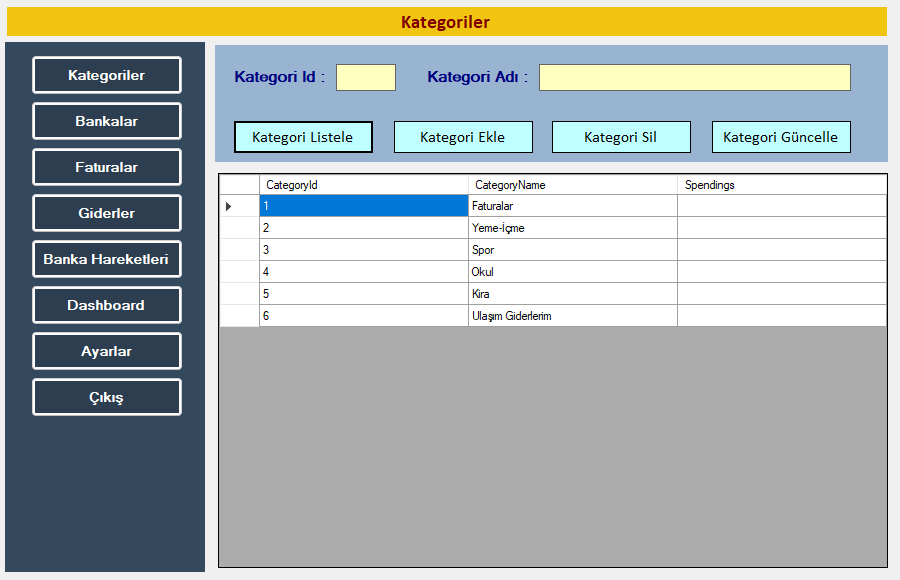 Kategoriler
Kategoriler
Bankalar
Faturalar
Giderler
Banka Hareketleri
Dashboard
Ayarlar
Çıkış
Kategori Id :
Kategori Adı :
Kategori Listele
Kategori Ekle
Kategori Sil
Kategori Güncelle
CategoryId CategoryName Spendings
1 Faturalar
2 Yeme-İçme
3 Spor
4 Okul
5 Kira
6 Ulaşım Giderlerim